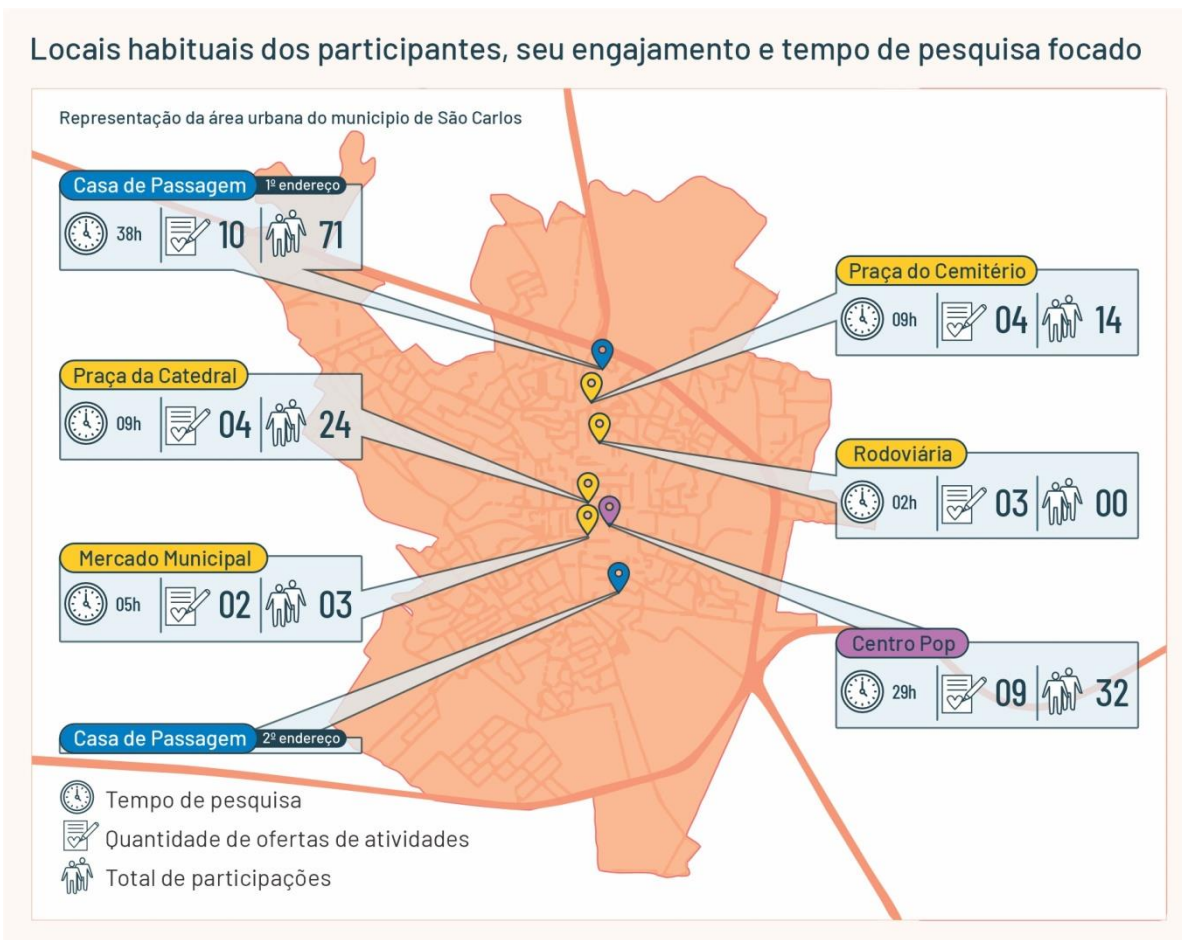 Locais habituais dos participantes, seu engajamento e tempo de pesquisa focado
Representação da área urbana do municipio de São Carlos
Casa de Passagem 1º endereço
38h 10 71
Praça do Cemitério
09h 04 14
Praça da Catedral
09h 04 24
Rodoviária
02h 03 00
Mercado Municipal
05h 02 03
Centro Pop
29h 09 32
Casa de Passagem 2º endereço
Tempo de pesquisa
Quantidade de ofertas de atividades
Total de participações